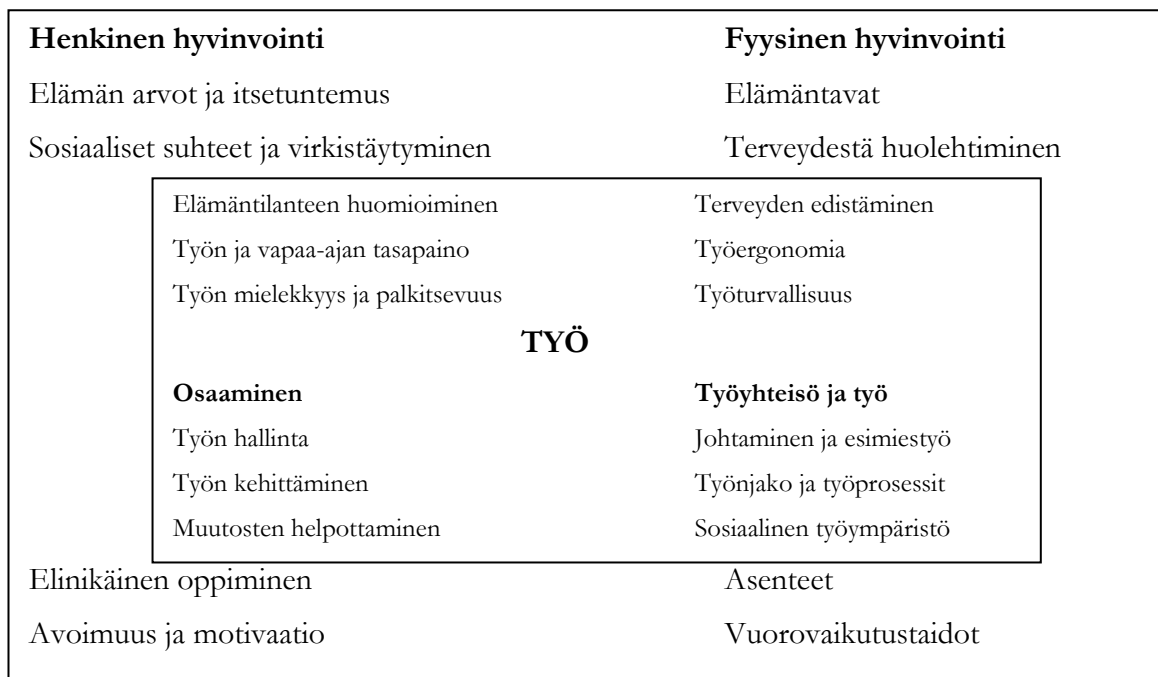 Henkinen hyvinvointi Fyysinen hyvinvointi
Elämän arvot ja itsetuntemus Elämäntavat
Sosiaaliset suhteet ja virkistäytyminen Terveydestä huolehtiminen
Elämäntilanteen huomioiminen Terveyden edistäminen
Työn ja vapaa-ajan tasapaino Työergonomia
Työn mielekkyys ja palkitsevuus Työturvallisuus
TYÖ
Osaaminen Työyhteisö ja työ
Työn hallinta Johtaminen ja esimiestyö
Työn kehittäminen Työnjako ja työprosessit
Muutosten helpottaminen Sosiaalinen työympäristö
Elinikäinen oppiminen Asenteet
Avoimuus ja motivaatio Vuorovaikutustaidot